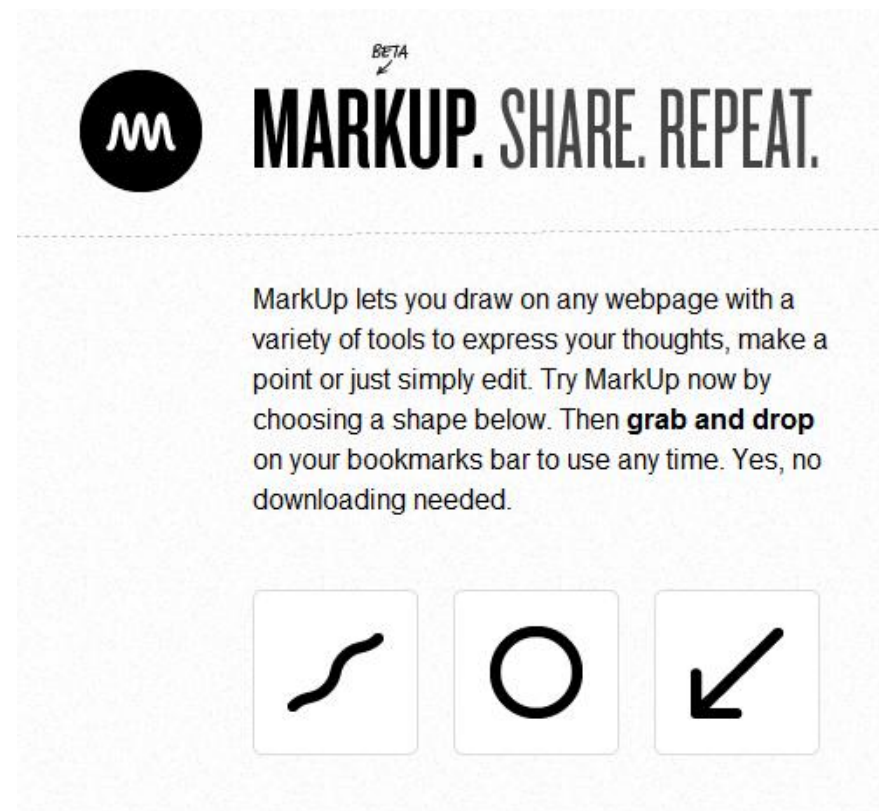 BETA
MARKUP. SHARE. REPEAT.
MarkUp lets you draw on any webpage with a
variety of tools to express your thoughts, make a
point or just simply edit. Try MarkUp now by
choosing a shape below. Then grab and drop
on your bookmarks bar to use any time. Yes, no
downloading needed.